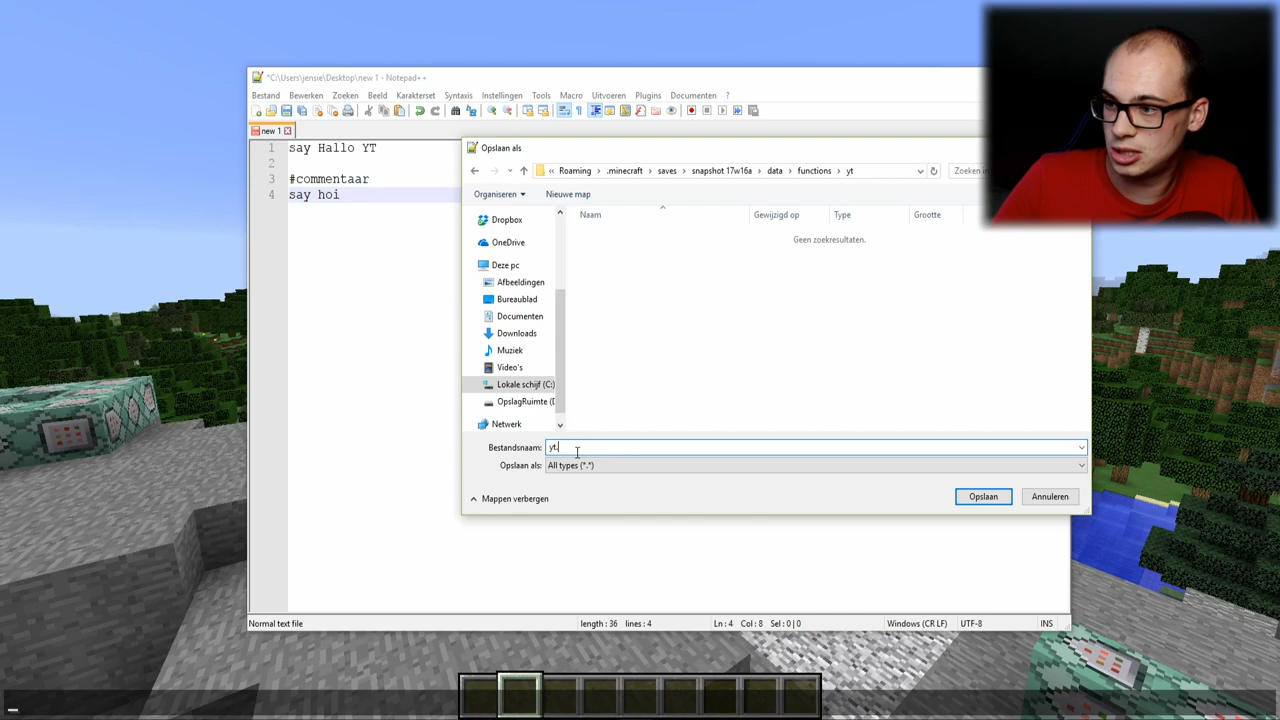 *C:\Users\jensie\Desktop\new 1 - Notepad++
Bestand Bewerken Zoeken Beeld Karakterset Syntaxis Instellingen Tools Macro Uitvoeren Plugins Documenten ?
new 1
1 say Hallo YT
2
3 #commentaar
4 say hoi
Opslaan als
« Roaming › .minecraft › saves › snapshot 17w16a › data › functions › yt
Zoeken in
Organiseren Nieuwe map
Naam Gewijzigd op Type Grootte
Geen zoekresultaten.
Dropbox
OneDrive
Deze pc
Afbeeldingen
Bureaublad
Documenten
Downloads
Muziek
Video's
Lokale schijf (C:)
OpslagRuimte (D
Netwerk
Bestandsnaam: yt.
Opslaan als: All types (*.*)
Mappen verbergen Opslaan Annuleren
Normal text file length : 36 lines : 4 Ln : 4 Col : 8 Sel : 0 | 0 Windows (CR LF) UTF-8 INS
_